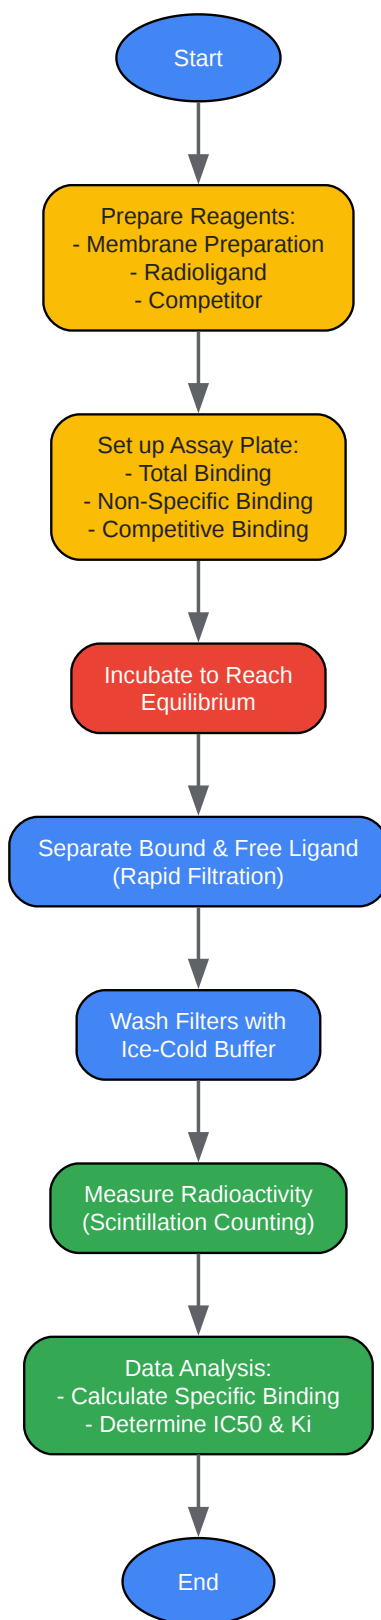 Start
Prepare Reagents:
- Membrane Preparation
- Radioligand
- Competitor
Set up Assay Plate:
- Total Binding
- Non-Specific Binding
- Competitive Binding
Incubate to Reach
Equilibrium
Separate Bound & Free Ligand
(Rapid Filtration)
Wash Filters with
Ice-Cold Buffer
Measure Radioactivity
(Scintillation Counting)
Data Analysis:
- Calculate Specific Binding
- Determine IC50 & Ki
End